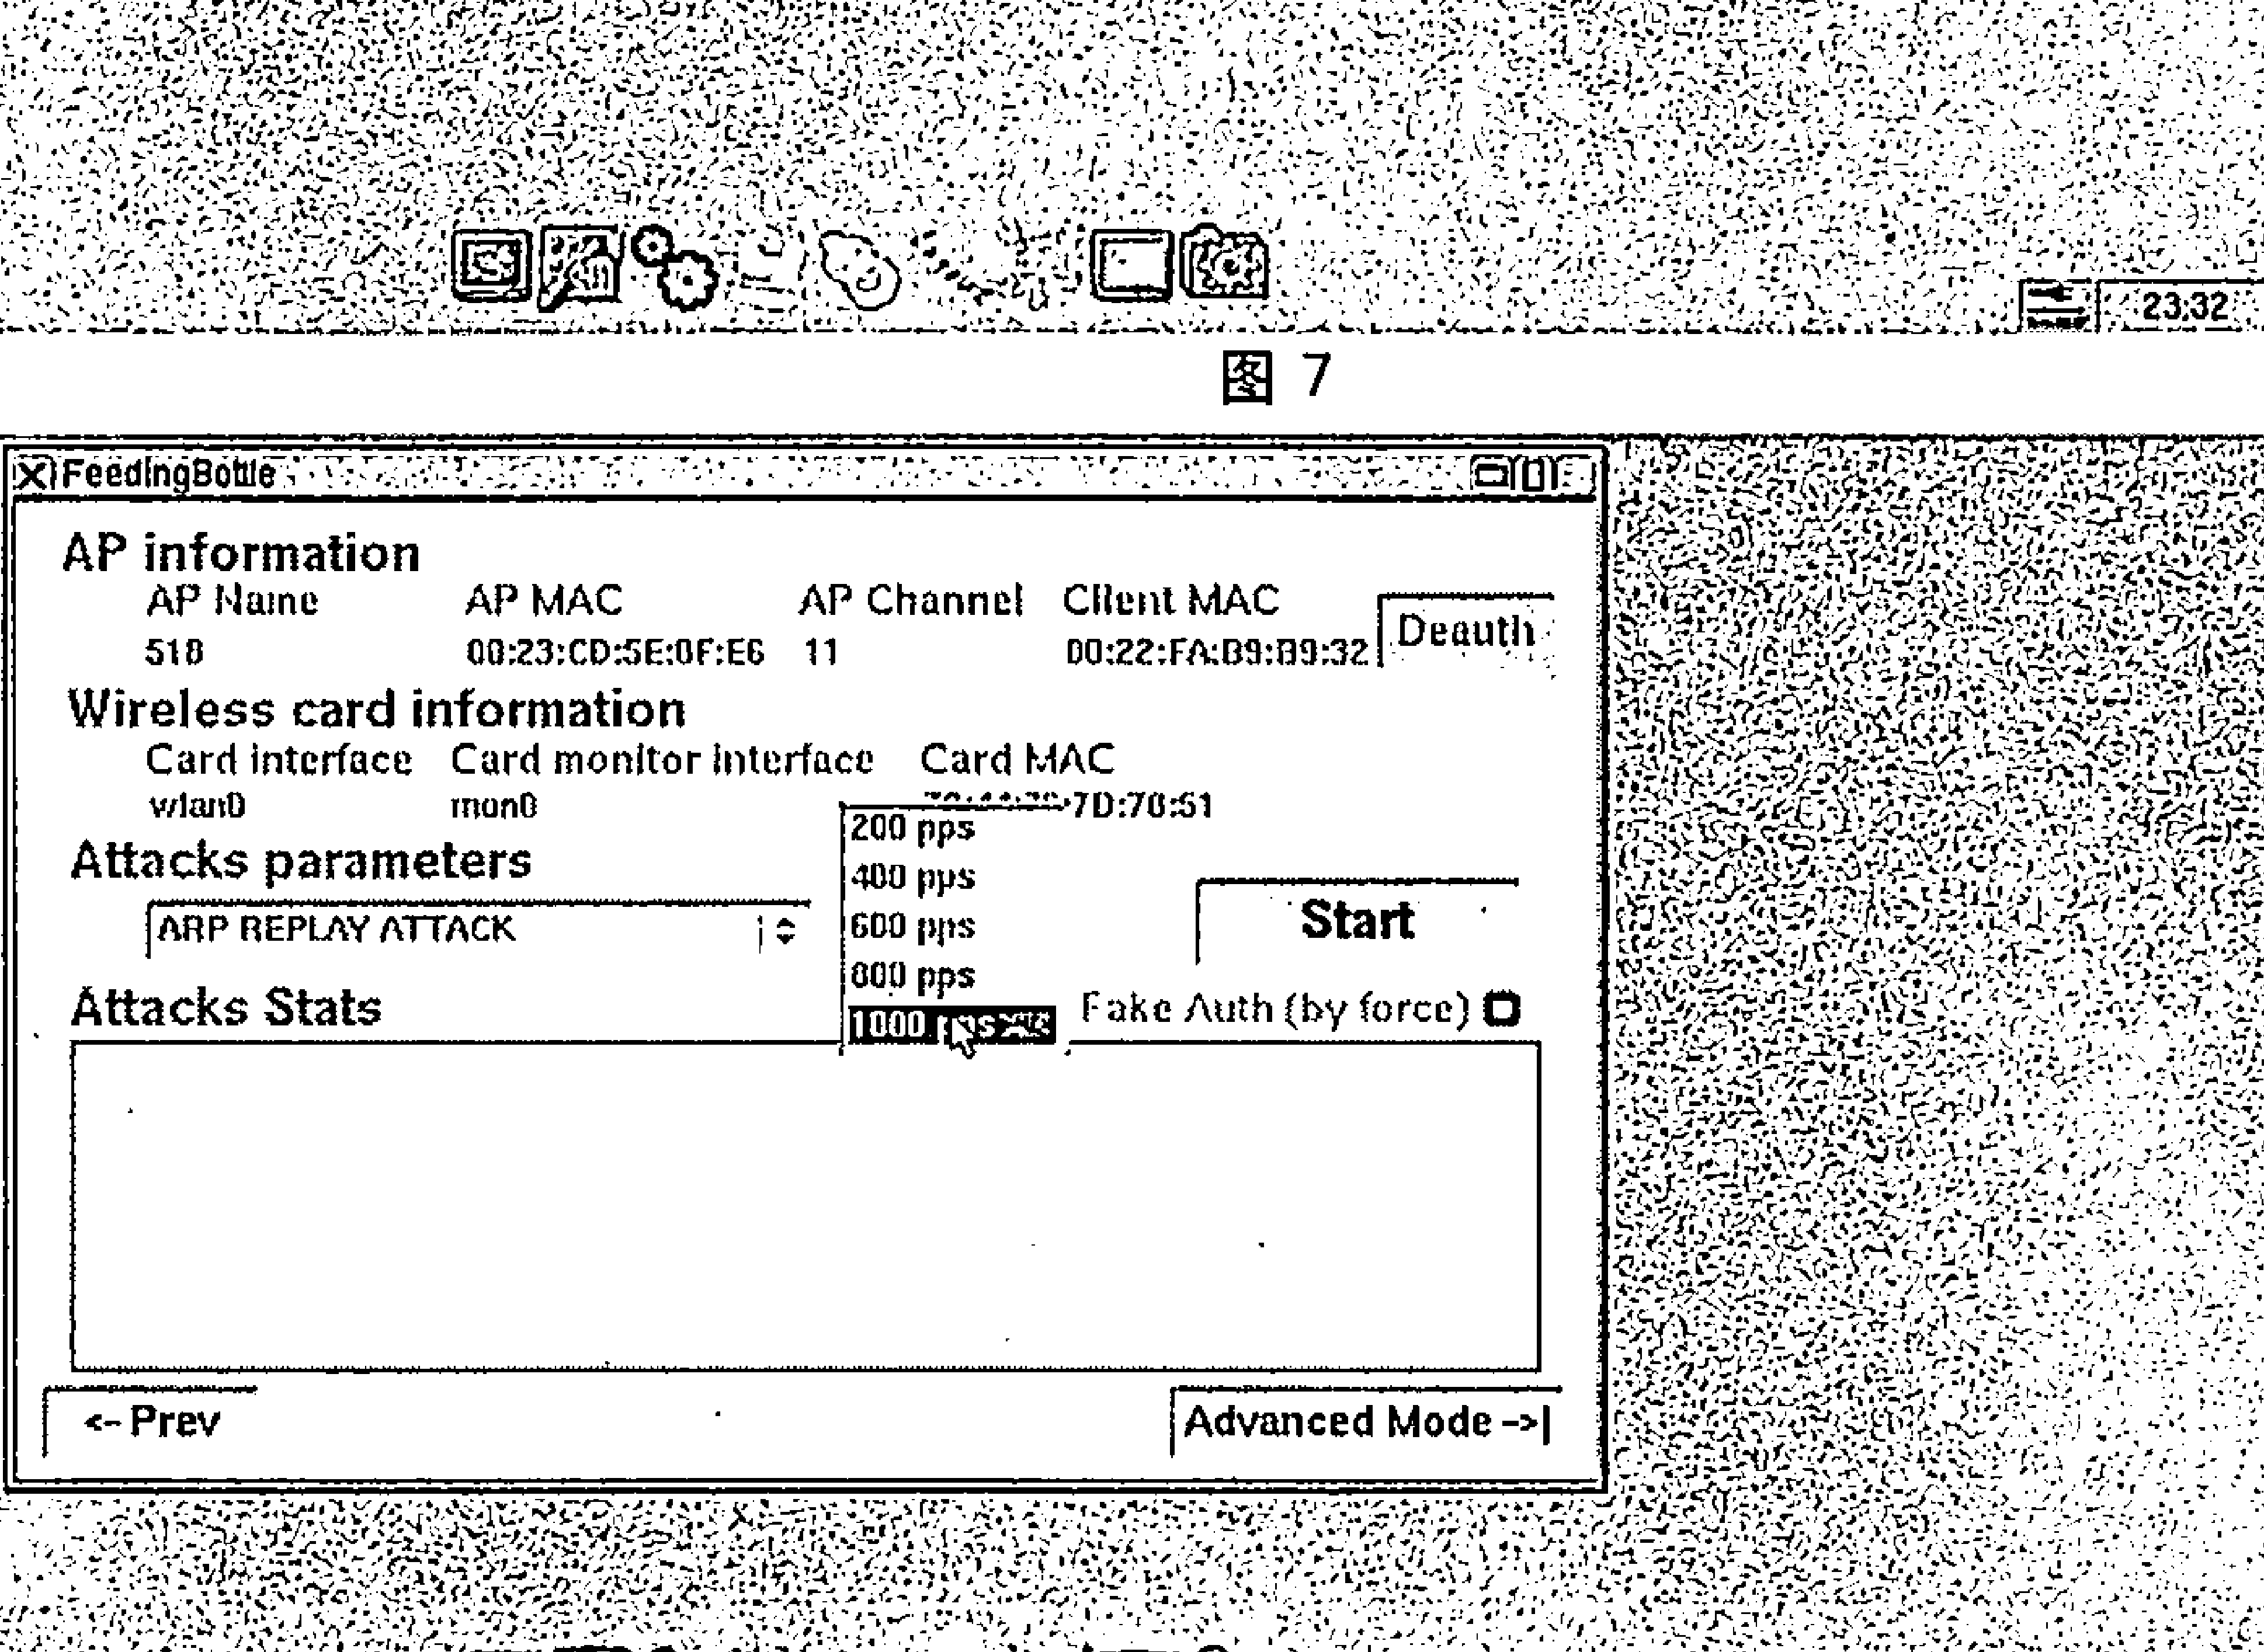 23:32
图 7
FeedingBottle
AP information
AP Name AP MAC AP Channel Client MAC
Deauth
518 00:23:CD:5E:0F:E6 11 00:22:FA:B9:B9:32
Wireless card information
Card interface Card monitor interface Card MAC
wlan0 mon0 :7D:70:51
200 pps
Attacks parameters
400 pps
ARP REPLAY ATTACK 600 pps Start
800 pps
Attacks Stats Fake Auth (by force)
1000
<- Prev Advanced Mode ->|